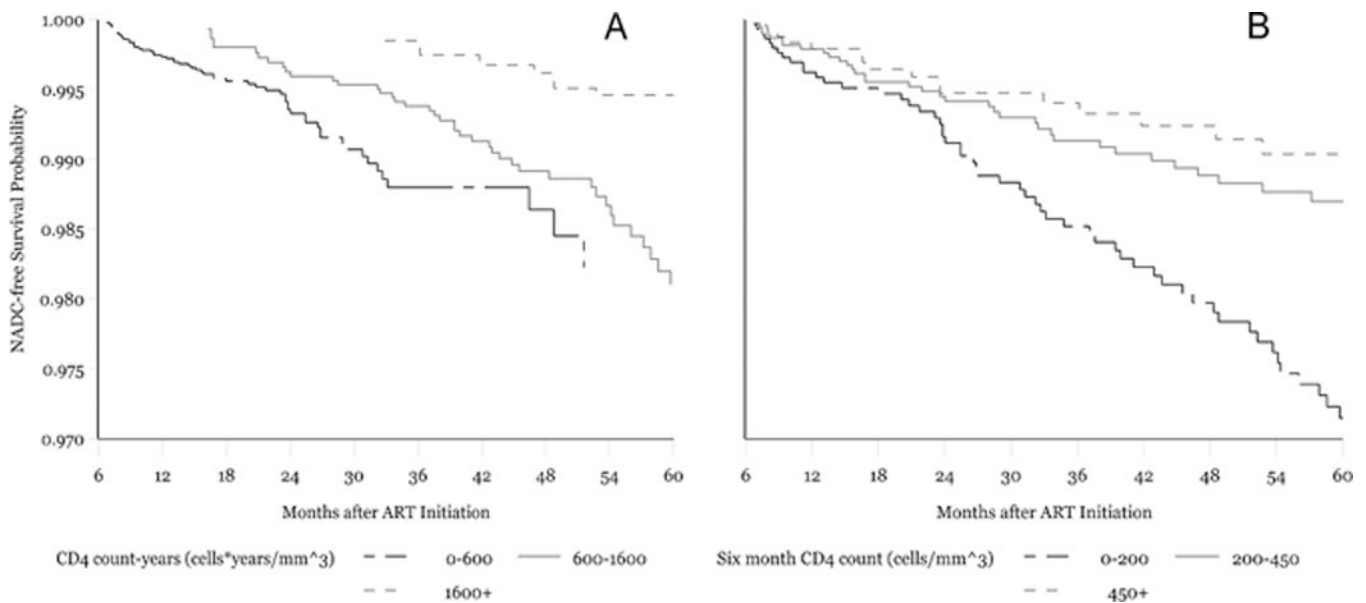 A
B
NADC-free Survival Probability
1.000
0.995
0.990
0.985
0.980
0.975
0.970
6 12 18 24 30 36 42 48 54 60
6 12 18 24 30 36 42 48 54 60
Months after ART Initiation
Months after ART Initiation
CD4 count-years (cells*years/mm^3) 0-600 600-1600
1600+
Six month CD4 count (cells/mm^3) 0-200 200-450
450+